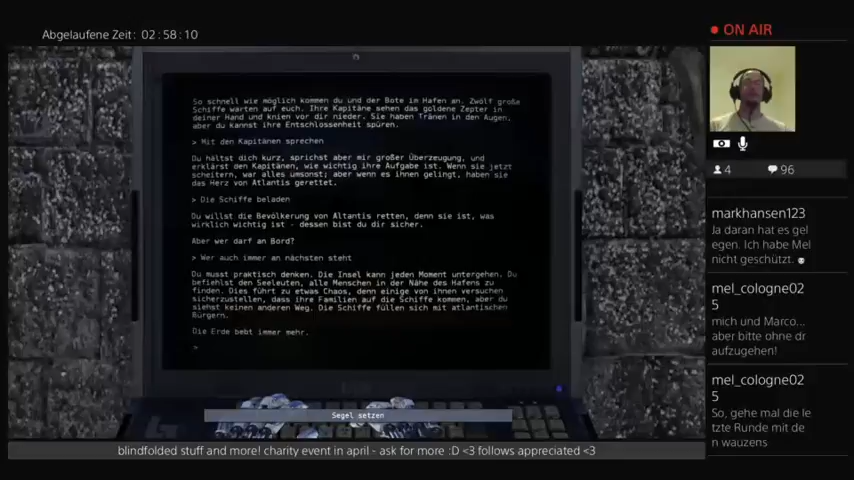 Abgelaufene Zeit: 02:58:10
ON AIR
So schnell wie möglich kommen du und der Bote im Hafen an. Zwölf große
Schiffe warten auf euch. Ihre Kapitäne sehen das goldene Zepter in
deiner Hand und knien vor dir nieder. Sie haben Tränen in den Augen,
aber du kannst ihre Entschlossenheit spüren.
> Mit den Kapitänen sprechen
Du hältst dich kurz, sprichst aber mir großer Überzeugung, und
erklärst den Kapitänen, wie wichtig ihre Aufgabe ist. Wenn sie jetzt
scheitern, war alles umsonst; aber wenn es ihnen gelingt, haben sie
das Herz von Atlantis gerettet.
> Die Schiffe beladen
Du willst die Bevölkerung von Altantis retten, denn sie ist, was
wirklich wichtig ist - dessen bist du dir sicher.
Aber wer darf an Bord?
> Wer auch immer an nächsten steht
Du musst praktisch denken. Die Insel kann jeden Moment untergehen. Du
befiehlst den Seeleuten, alle Menschen in der Nähe des Hafens zu
finden. Dies führt zu etwas Chaos, denn einige von ihnen versuchen
sicherzustellen, dass ihre Familien auf die Schiffe kommen, aber du
siehst keinen anderen Weg. Die Schiffe füllen sich mit atlantischen
Bürgern.
Die Erde bebt immer mehr.
>
Segel setzen
blindfolded stuff and more! charity event in april - ask for more :D <3 follows appreciated <3
4
96
markhansen123
Ja daran hat es gel
egen. Ich habe Mel
nicht geschützt.
mel_cologne02
5
mich und Marco...
aber bitte ohne dr
aufzugehen!
mel_cologne02
5
So, gehe mal die le
tzte Runde mit de
n wauzens